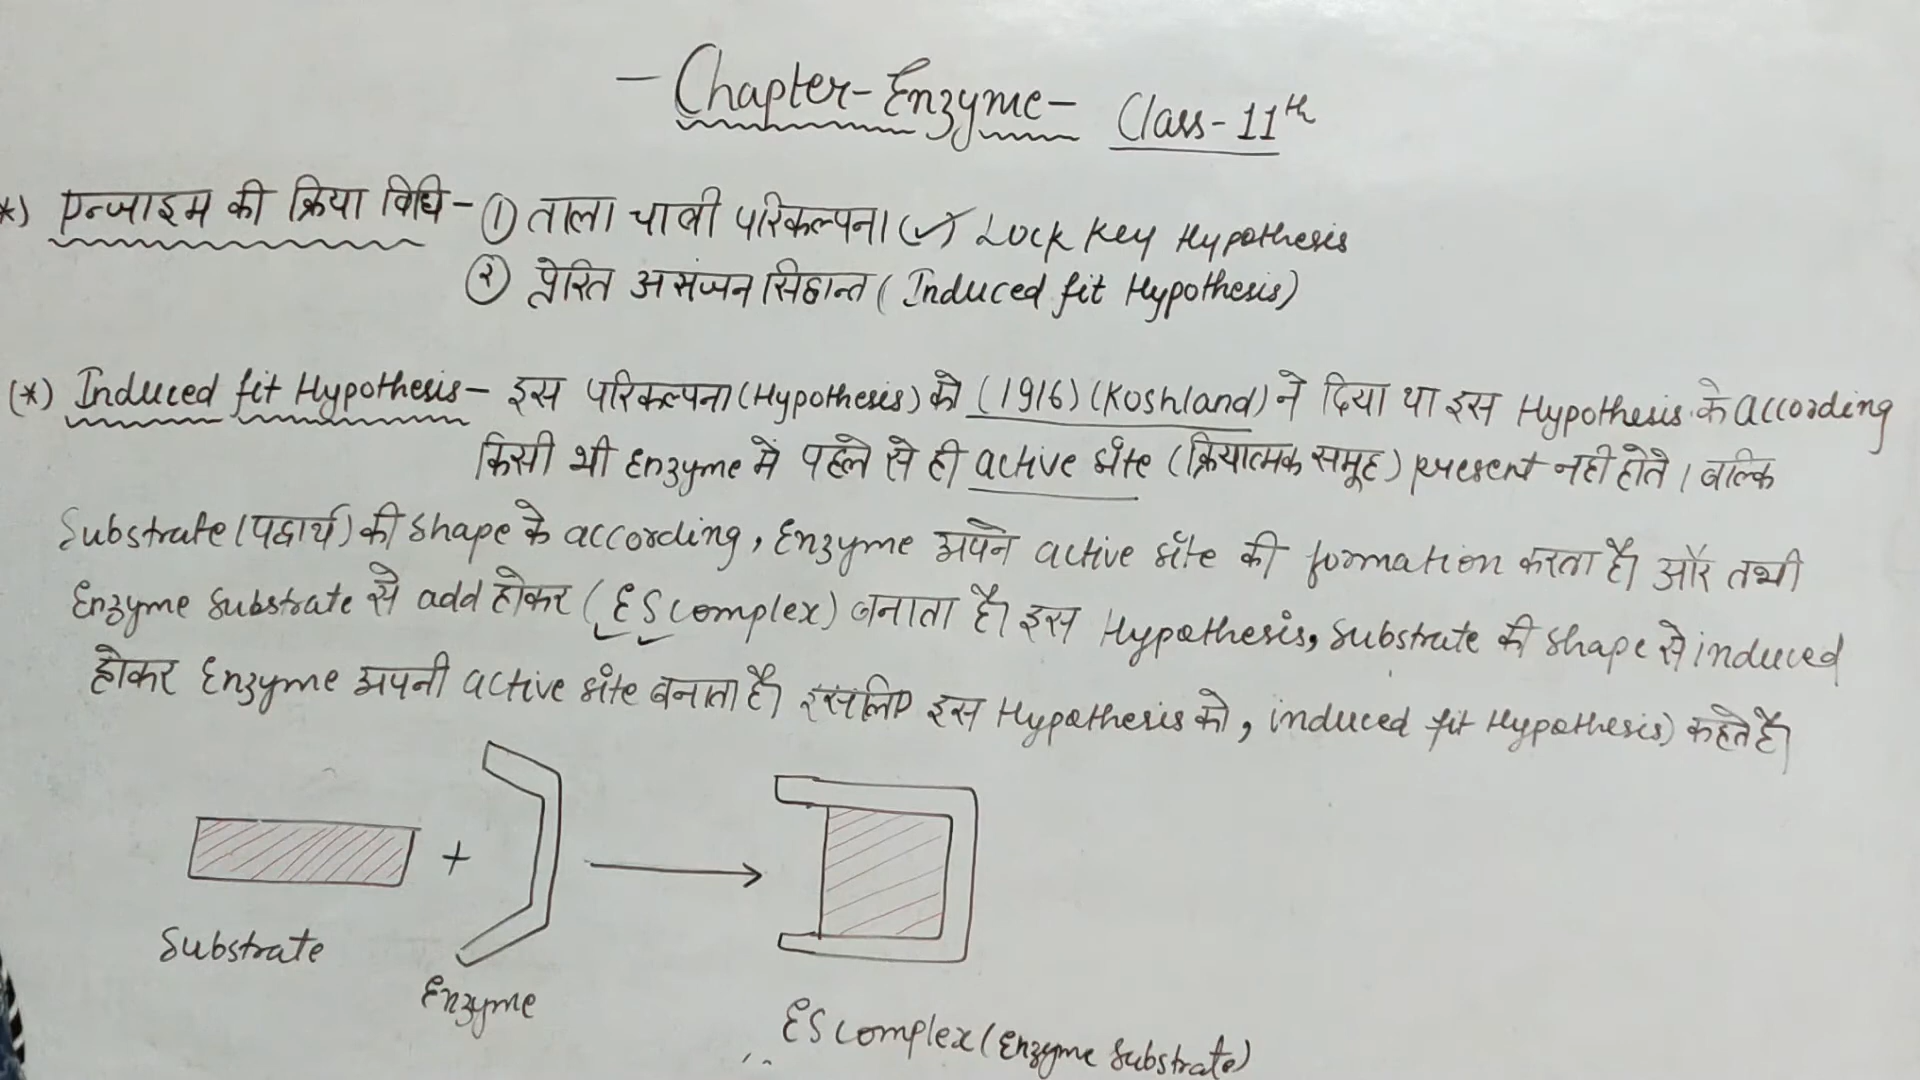 - Chapter-Enzyme- Class-11th
*) एन्जाइम की क्रिया विधि- ① ताला चाबी परिकल्पना (✓) Lock Key Hypothesis
② प्रेरित असंजन सिद्धान्त (Induced fit Hypothesis)
(*) Induced fit Hypothesis- इस परिकल्पना (Hypothesis) को (1916) (Koshland) ने दिया था इस Hypothesis के according
किसी भी Enzyme में पहले से ही active site (क्रियात्मक समूह) present नही होते। बल्कि
Substrate (पदार्थ) की shape के according, Enzyme अपने active site की formation करता है। और तभी
Enzyme substrate से add होकर (ES complex) बनाता है। इस Hypothesis, substrate की shape से induced
होकर Enzyme अपनी active site बनाता है। इसलिए इस Hypothesis को, induced fit Hypothesis) कहते है।
+
Substrate
Enzyme
ES complex (Enzyme Substrate)